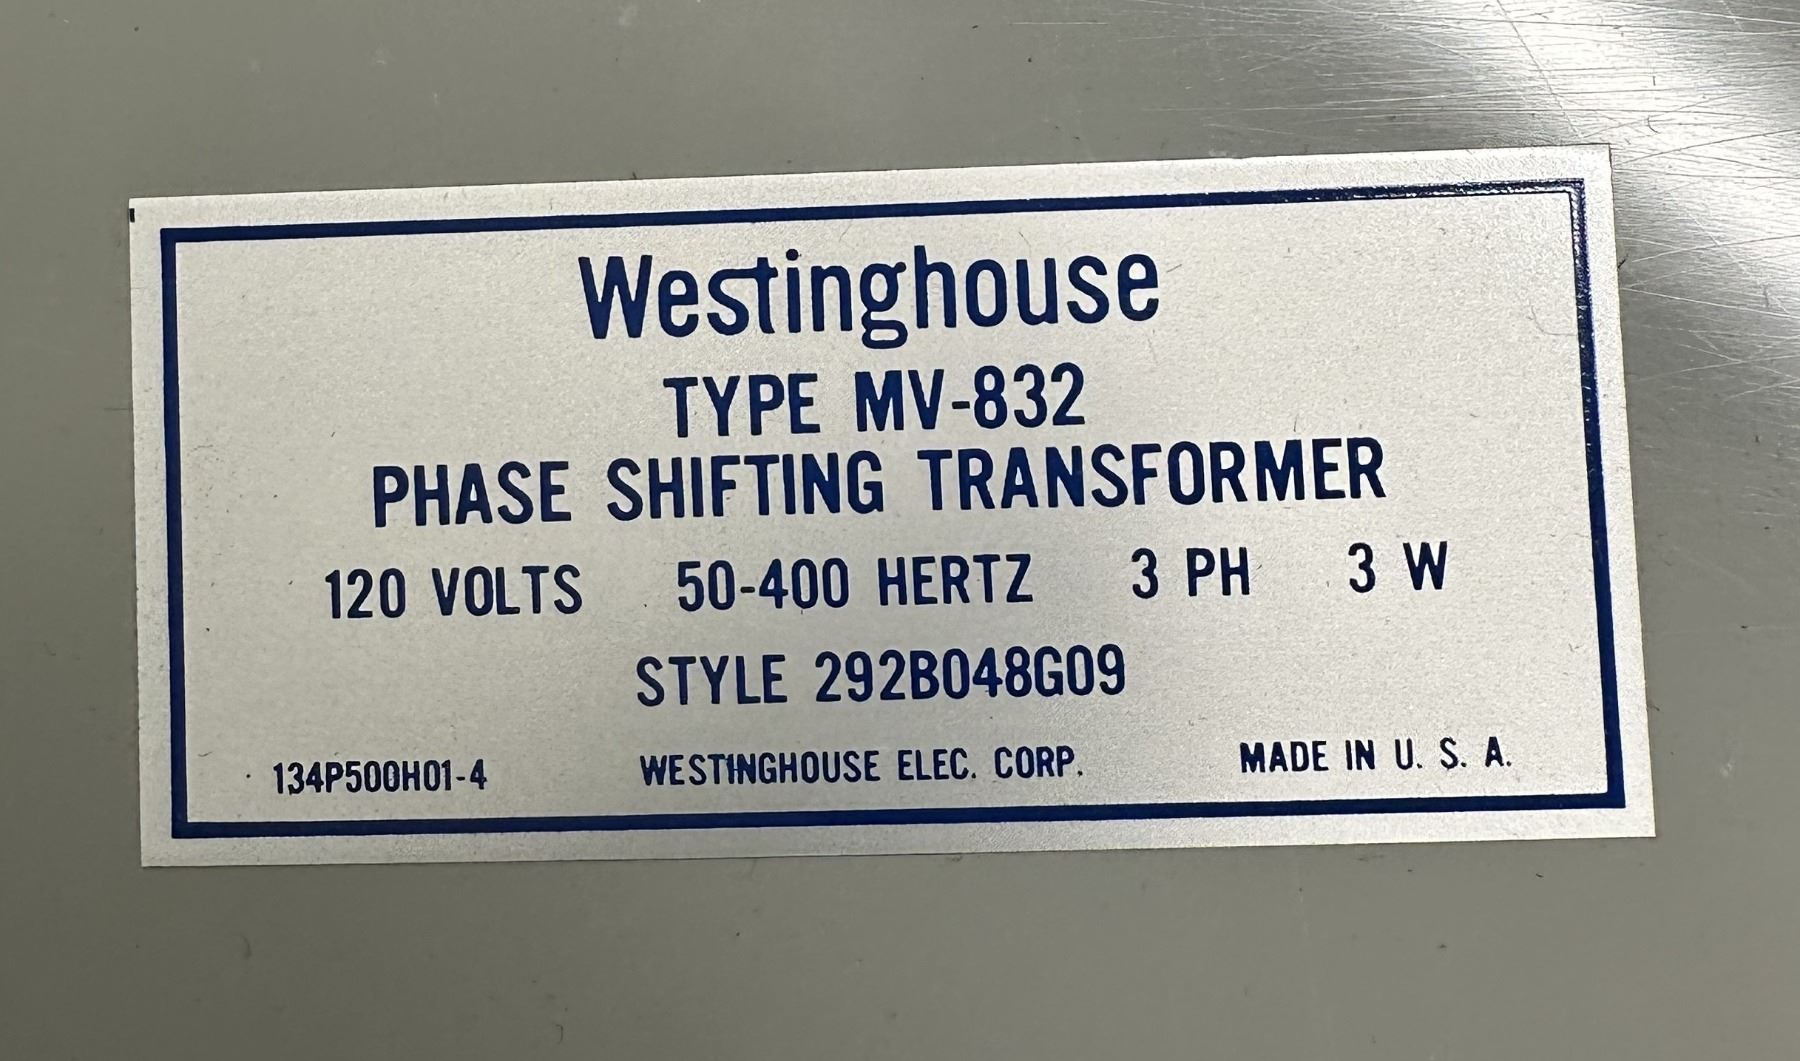 Westinghouse
TYPE MV-832
PHASE SHIFTING TRANSFORMER
120 VOLTS 50-400 HERTZ 3 PH 3 W
STYLE 292B048G09
134P500H01-4 WESTINGHOUSE ELEC. CORP. MADE IN U. S. A.